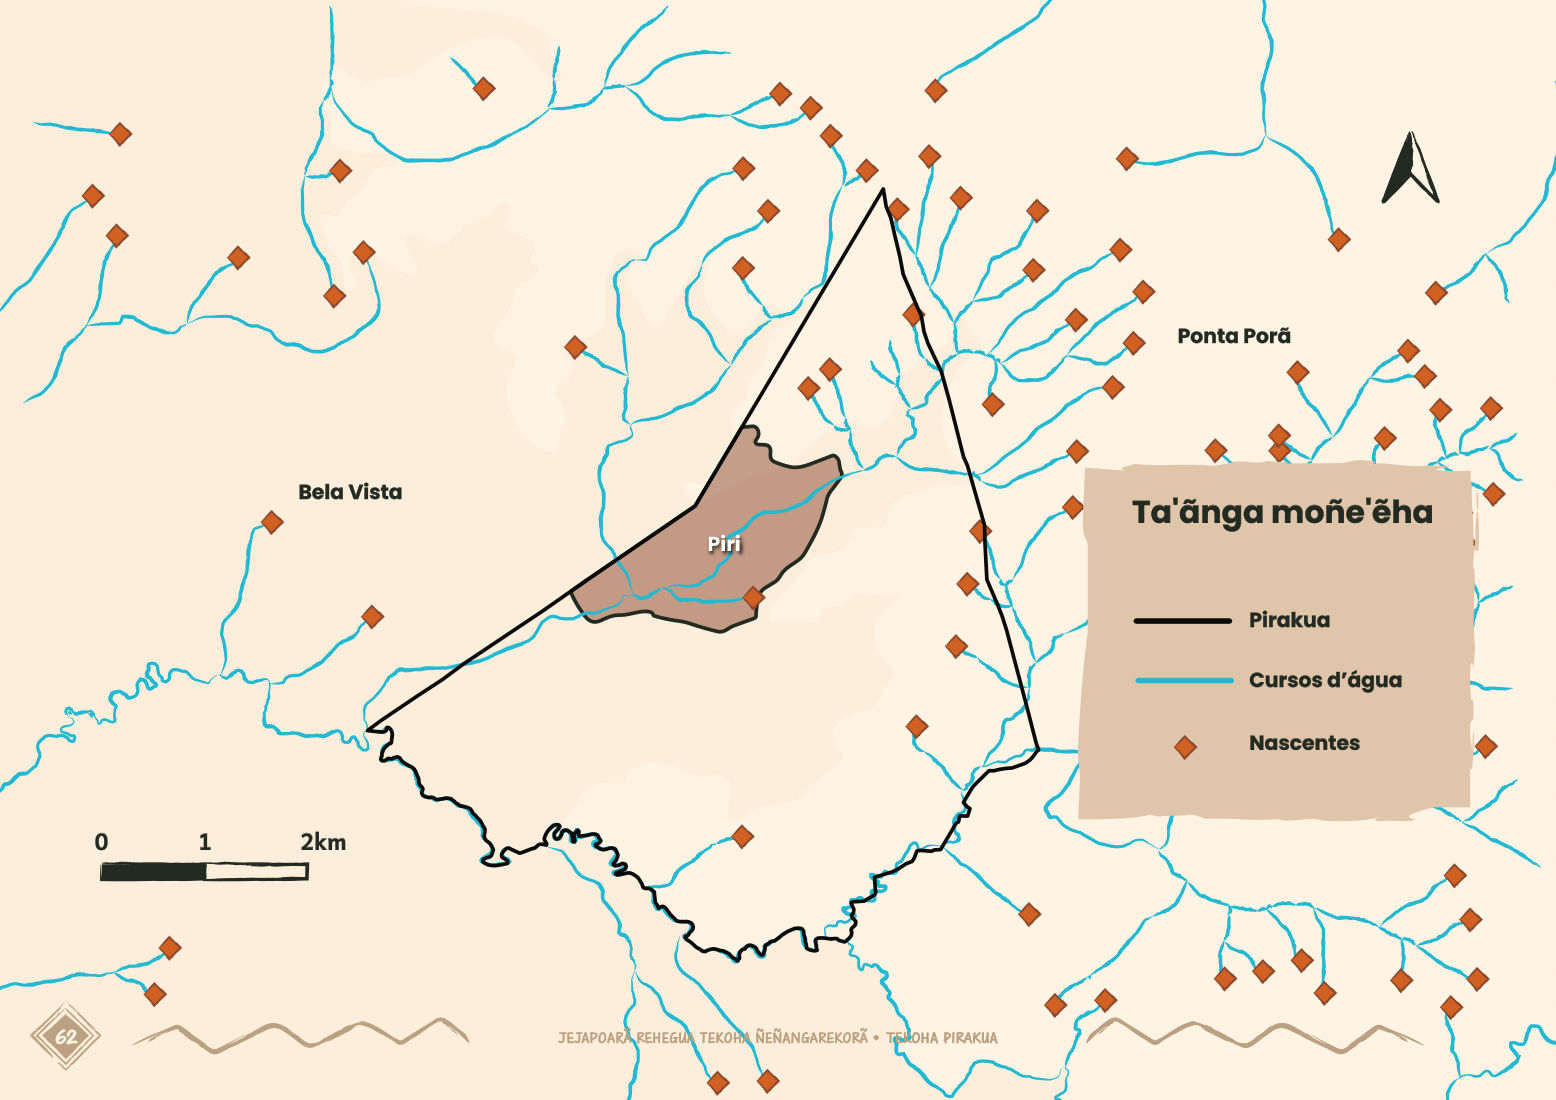 Ponta Porã
Bela Vista
Piri
Ta'ãnga moñe'ẽha
Pirakua
Cursos d’água
Nascentes
0 1 2km
62
JEJAPOARÃ REHEGUA TEKOHA ÑEÑANGAREKORÃ • TEKOHA PIRAKUA